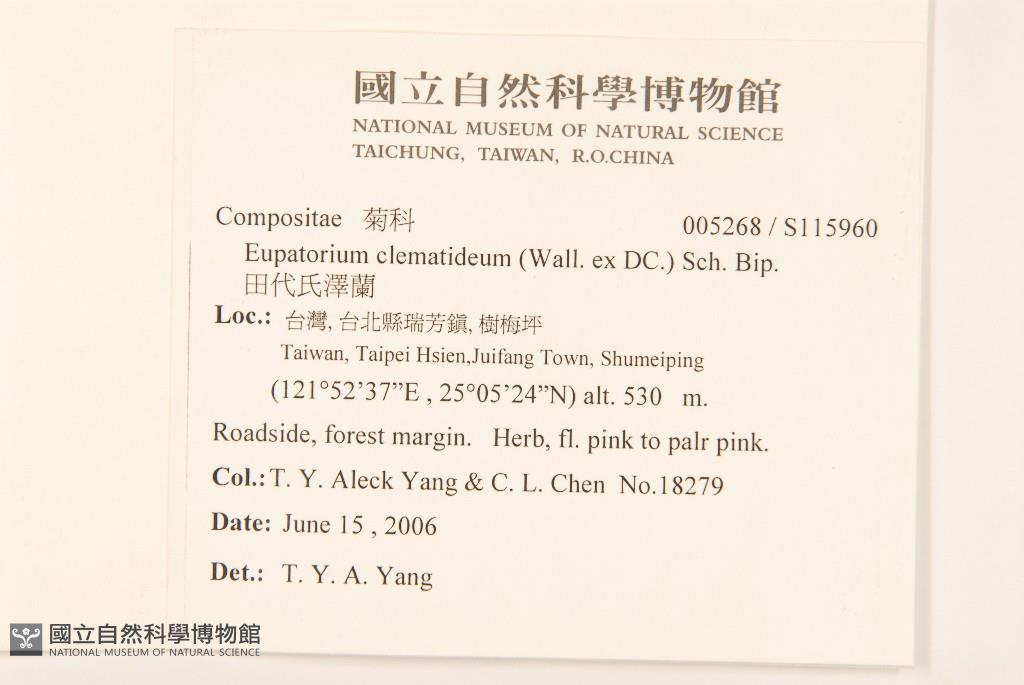 國立自然科學博物館
NATIONAL MUSEUM OF NATURAL SCIENCE
TAICHUNG, TAIWAN, R.O.CHINA
Compositae 菊科 005268 / S115960
Eupatorium clematideum (Wall. ex DC.) Sch. Bip.
田代氏澤蘭
Loc.: 台灣, 台北縣瑞芳鎮, 樹梅坪
Taiwan, Taipei Hsien,Juifang Town, Shumeiping
(121°52’37”E , 25°05’24”N) alt. 530 m.
Roadside, forest margin. Herb, fl. pink to palr pink.
Col.: T. Y. Aleck Yang & C. L. Chen No.18279
Date: June 15 , 2006
Det.: T. Y. A. Yang
國立自然科學博物館
NATIONAL MUSEUM OF NATURAL SCIENCE